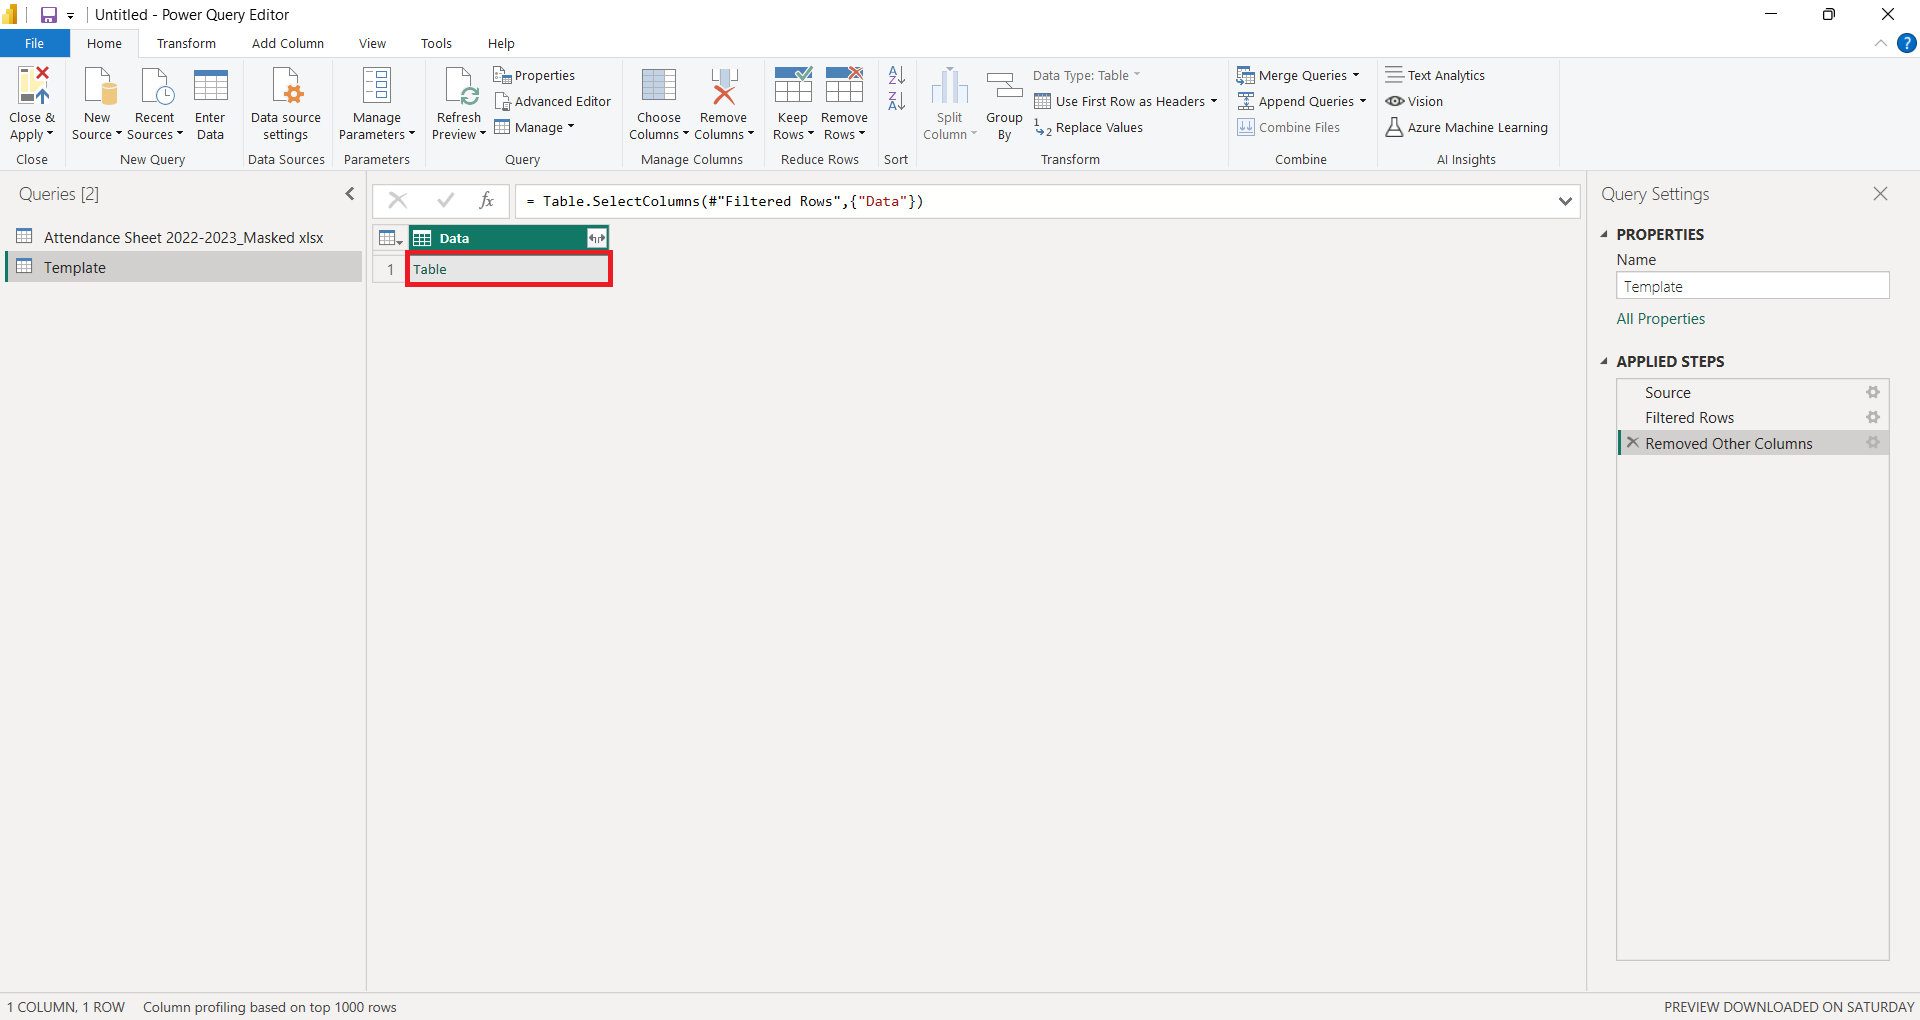 Untitled - Power Query Editor
File
Home
Transform
Add Column
View
Tools
Help
?
Close &
Apply
Close
New
Source
Recent
Sources
Enter
Data
New Query
Data source
settings
Data Sources
Manage
Parameters
Parameters
Refresh
Preview
Properties
Advanced Editor
Manage
Query
Choose
Columns
Remove
Columns
Manage Columns
Keep
Rows
Remove
Rows
Reduce Rows
A
Z
Z
A
Sort
Split
Column
Group
By
Data Type: Table
Use First Row as Headers
1
2
Replace Values
Transform
Merge Queries
Append Queries
Combine Files
Combine
Text Analytics
Vision
Azure Machine Learning
AI Insights
Queries [2]
Attendance Sheet 2022-2023_Masked xlsx
Template
fx
= Table.SelectColumns(#"Filtered Rows",{"Data"})
Data
1
Table
Query Settings
PROPERTIES
Name
Template
All Properties
APPLIED STEPS
Source
Filtered Rows
Removed Other Columns
1 COLUMN, 1 ROW
Column profiling based on top 1000 rows
PREVIEW DOWNLOADED ON SATURDAY